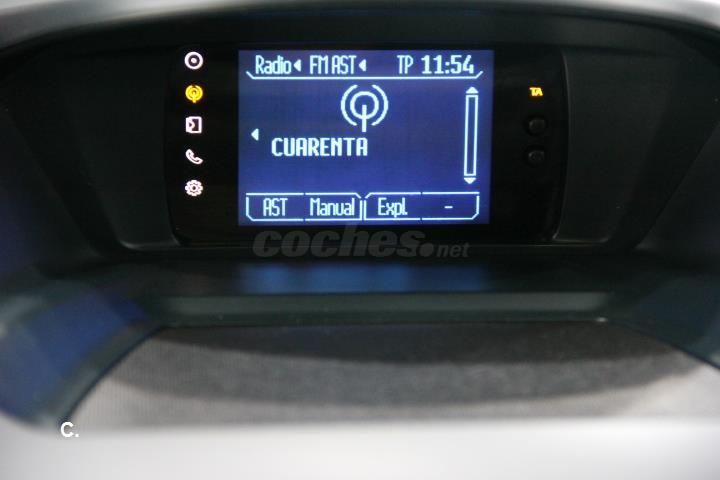 Radio FM AST TP 11:54
TA
CUARENTA
AST Manual Expl. -
coches.net
C.